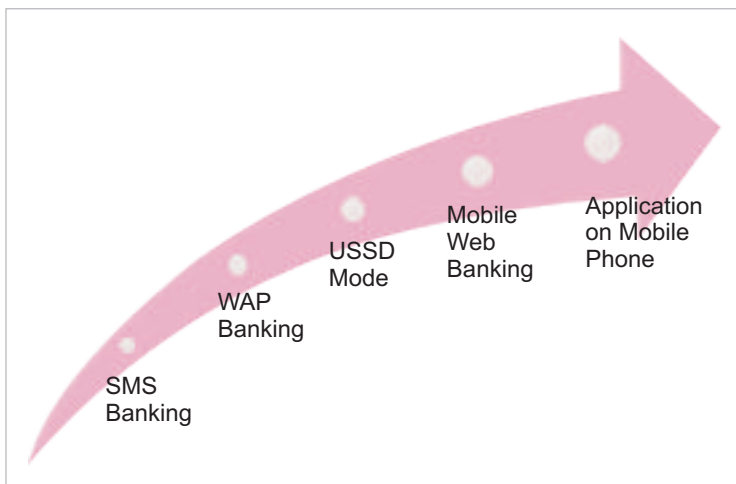 SMS
Banking
WAP
Banking
USSD
Mode
Mobile
Web
Banking
Application
on Mobile
Phone